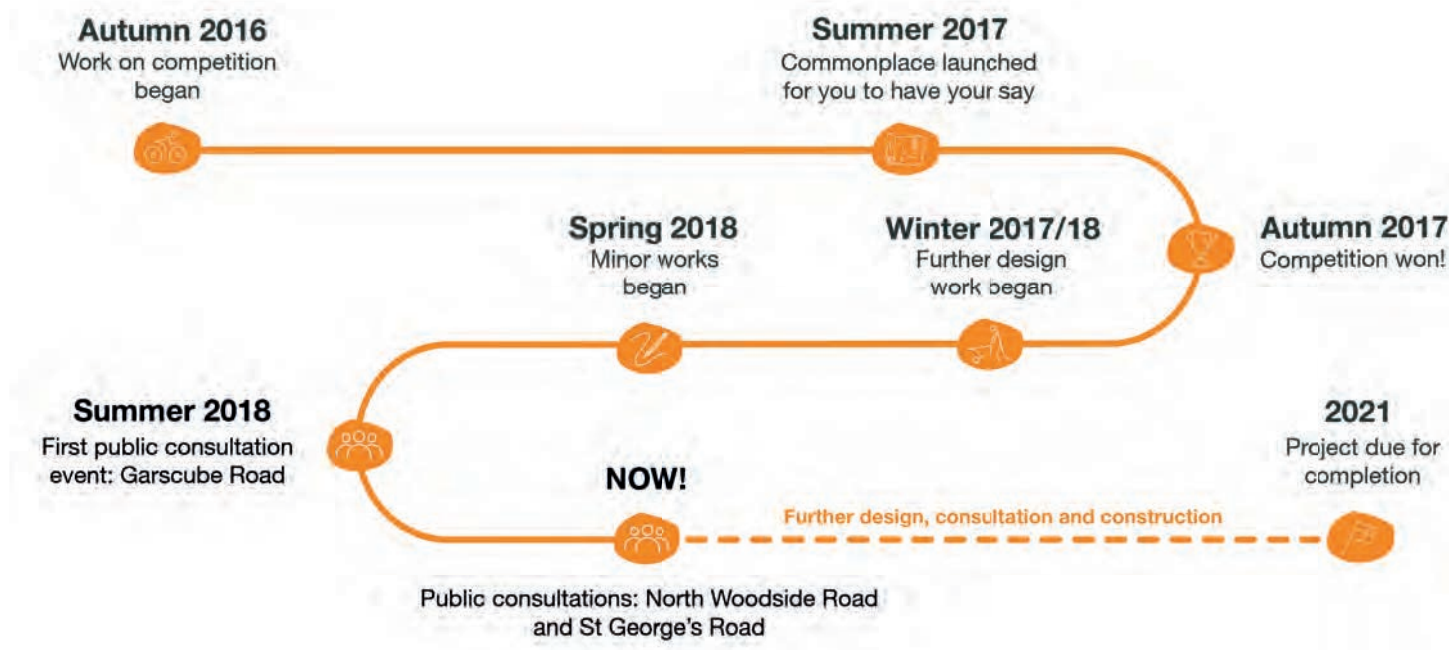 Autumn 2016
Work on competition
began
Summer 2017
Commonplace launched
for you to have your say
Autumn 2017
Competition won!
Winter 2017/18
Further design
work began
Spring 2018
Minor works
began
Summer 2018
First public consultation
event: Garscube Road
NOW!
Public consultations: North Woodside Road
and St George's Road
Further design, consultation and construction
2021
Project due for
completion